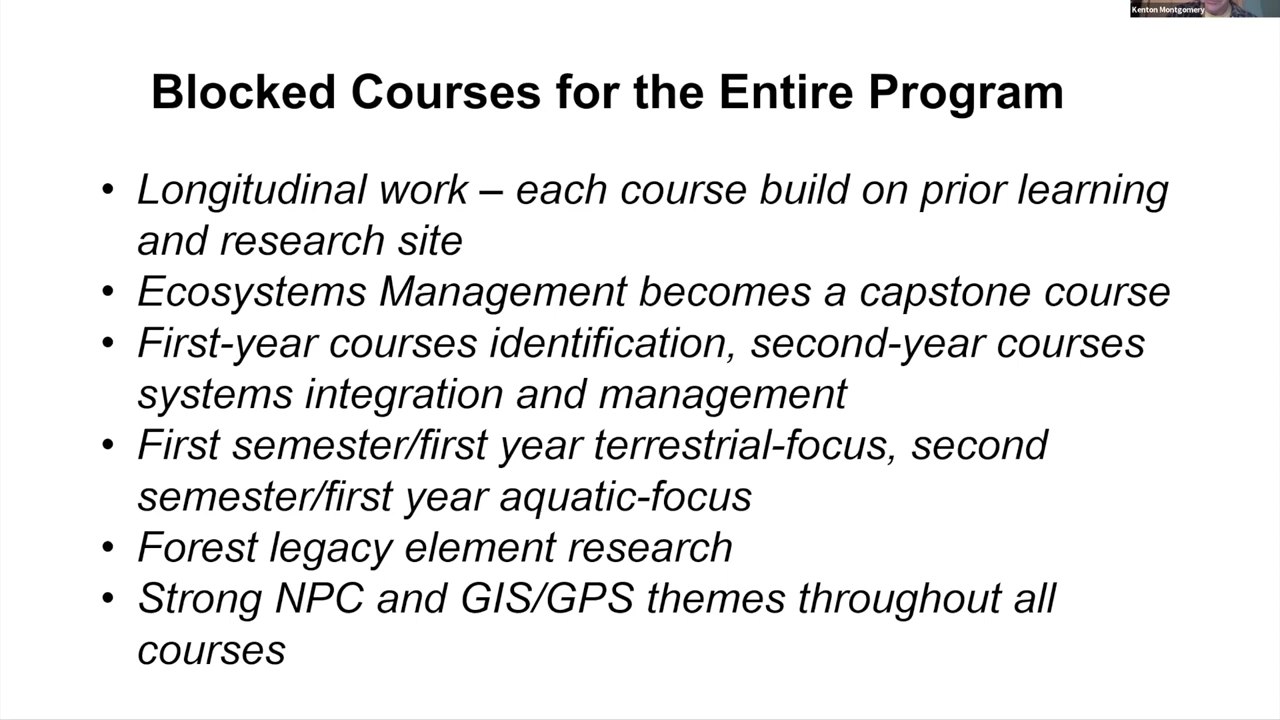 Kenton Montgomery
Blocked Courses for the Entire Program
• Longitudinal work – each course build on prior learning
and research site
• Ecosystems Management becomes a capstone course
• First-year courses identification, second-year courses
systems integration and management
• First semester/first year terrestrial-focus, second
semester/first year aquatic-focus
• Forest legacy element research
• Strong NPC and GIS/GPS themes throughout all
courses